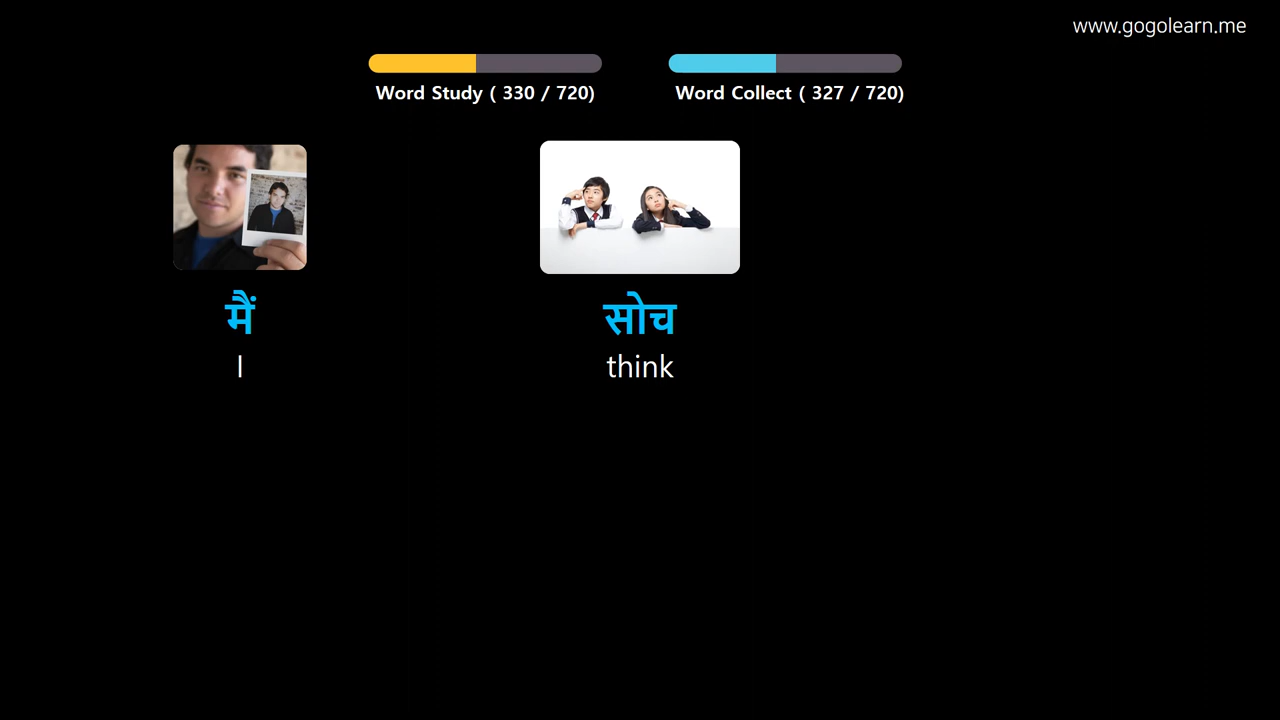 www.gogolearn.me
Word Study ( 330 / 720)
Word Collect ( 327 / 720)
मैं
सोच
I
think